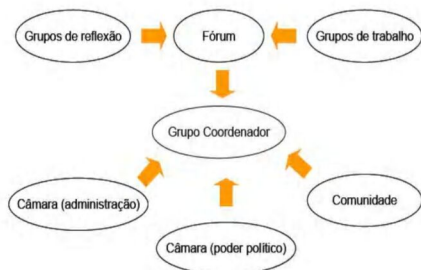 Grupos de reflexão
Fórum
Grupos de trabalho
Grupo Coordenador
Câmara (administração)
Comunidade
Câmara (poder político)